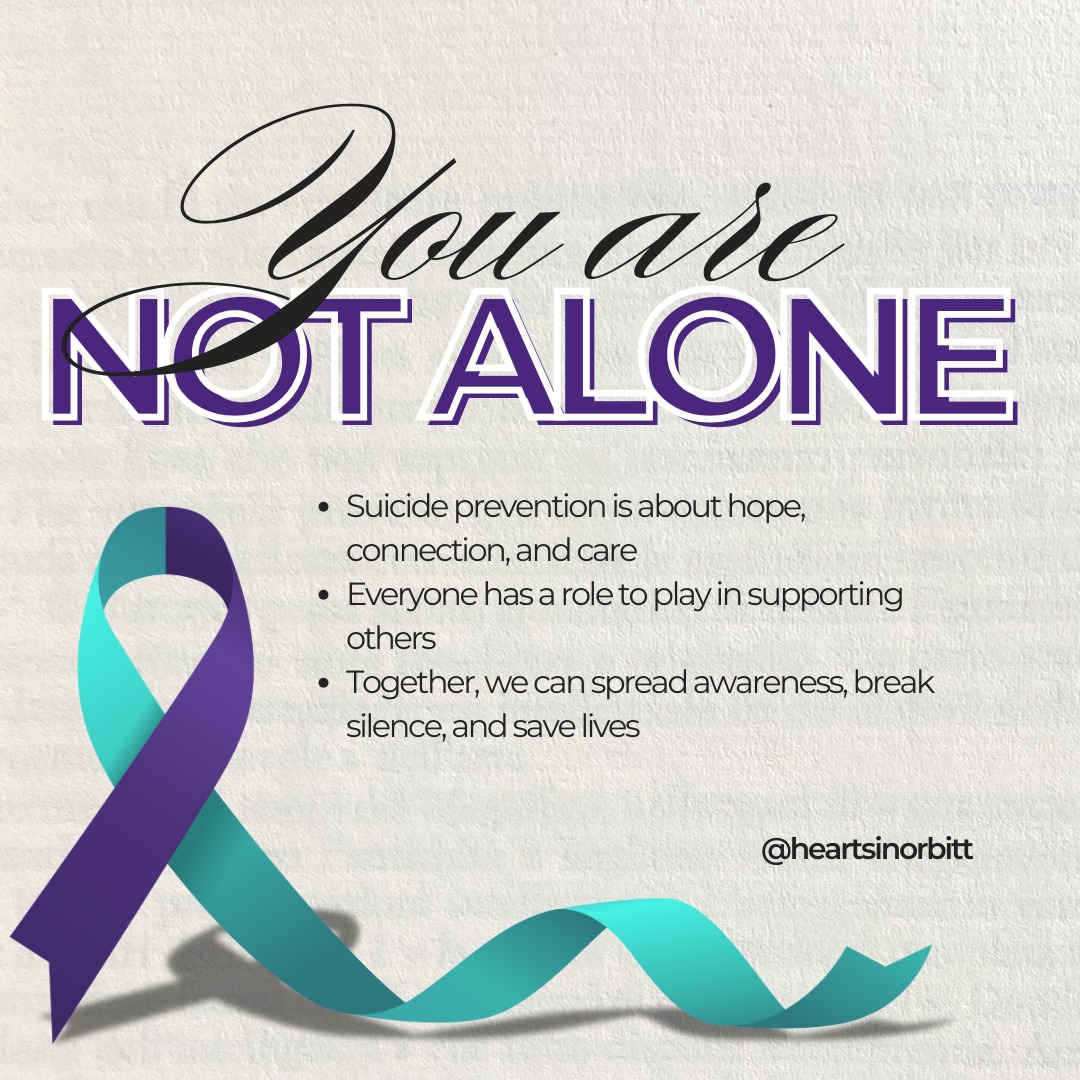 You are
NOT ALONE
• Suicide prevention is about hope,
connection, and care
• Everyone has a role to play in supporting
others
• Together, we can spread awareness, break
silence, and save lives
@heartsinorbitt